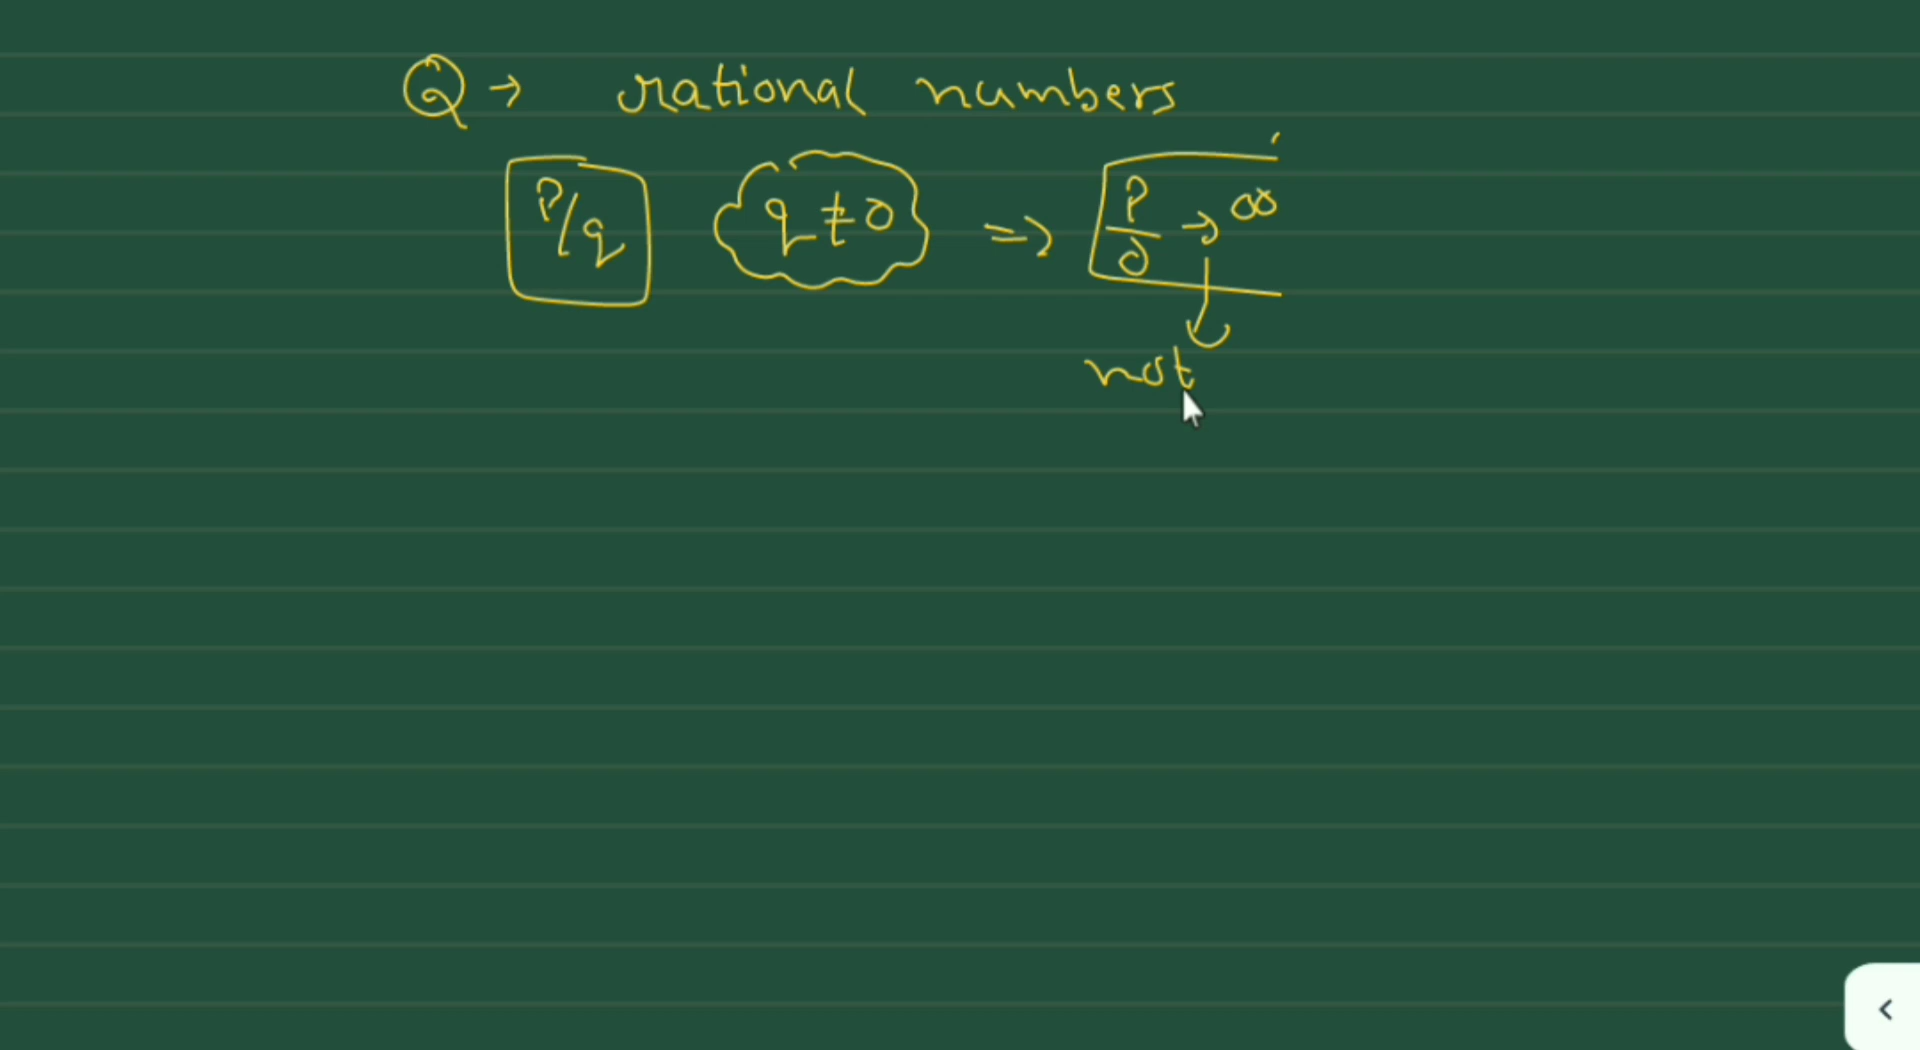 Q → rational numbers
P/q q ≠ 0 => P/0 → ∞
not